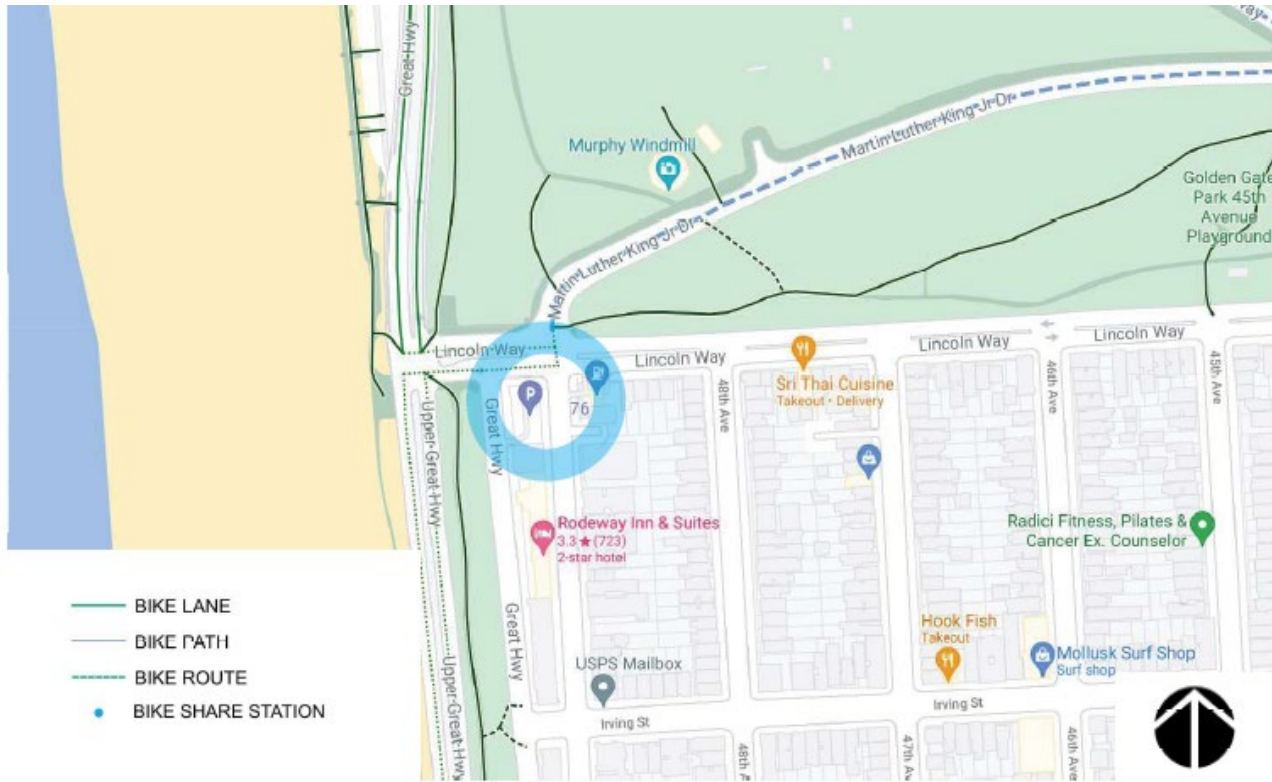 Great Hwy
Way
Murphy Windmill
Martin Luther King Jr Dr
Martin Luther King Jr Dr
Golden Gate
Park 45th
Avenue
Playground
Lincoln Way
Lincoln Way
Lincoln Way
Lincoln Way
P
76
Sri Thai Cuisine
Takeout • Delivery
48th Ave
46th Ave
45th Ave
Great Hwy
Upper Great Hwy
Rodeway Inn & Suites
3.3 ★ (723)
2-star hotel
Radici Fitness, Pilates &
Cancer Ex. Counselor
Great Hwy
Upper Great Hwy
USPS Mailbox
Hook Fish
Takeout
Mollusk Surf Shop
Surf shop
Irving St
Irving St
48th A
47th Av
46th Ave
BIKE LANE
BIKE PATH
BIKE ROUTE
BIKE SHARE STATION